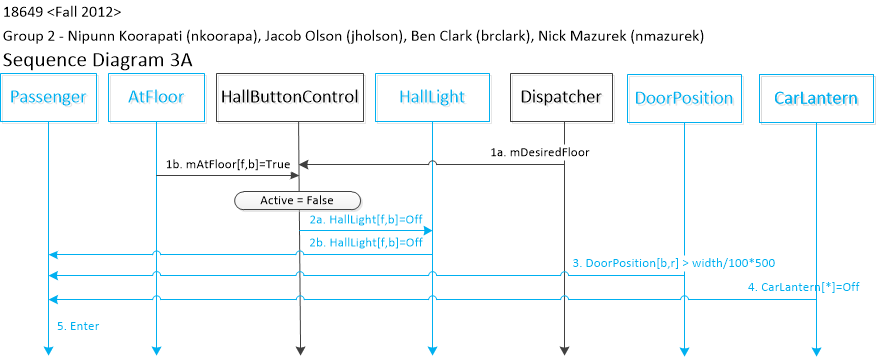 18649 <Fall 2012>
Group 2 - Nipunn Koorapati (nkoorapa), Jacob Olson (jholson), Ben Clark (brclark), Nick Mazurek (nmazurek)
Sequence Diagram 3A
Passenger
AtFloor
HallButtonControl
HallLight
Dispatcher
DoorPosition
CarLantern
1a. mDesiredFloor
1b. mAtFloor[f,b]=True
Active = False
2a. HallLight[f,b]=Off
2b. HallLight[f,b]=Off
3. DoorPosition[b,r] > width/100*500
4. CarLantern[*]=Off
5. Enter